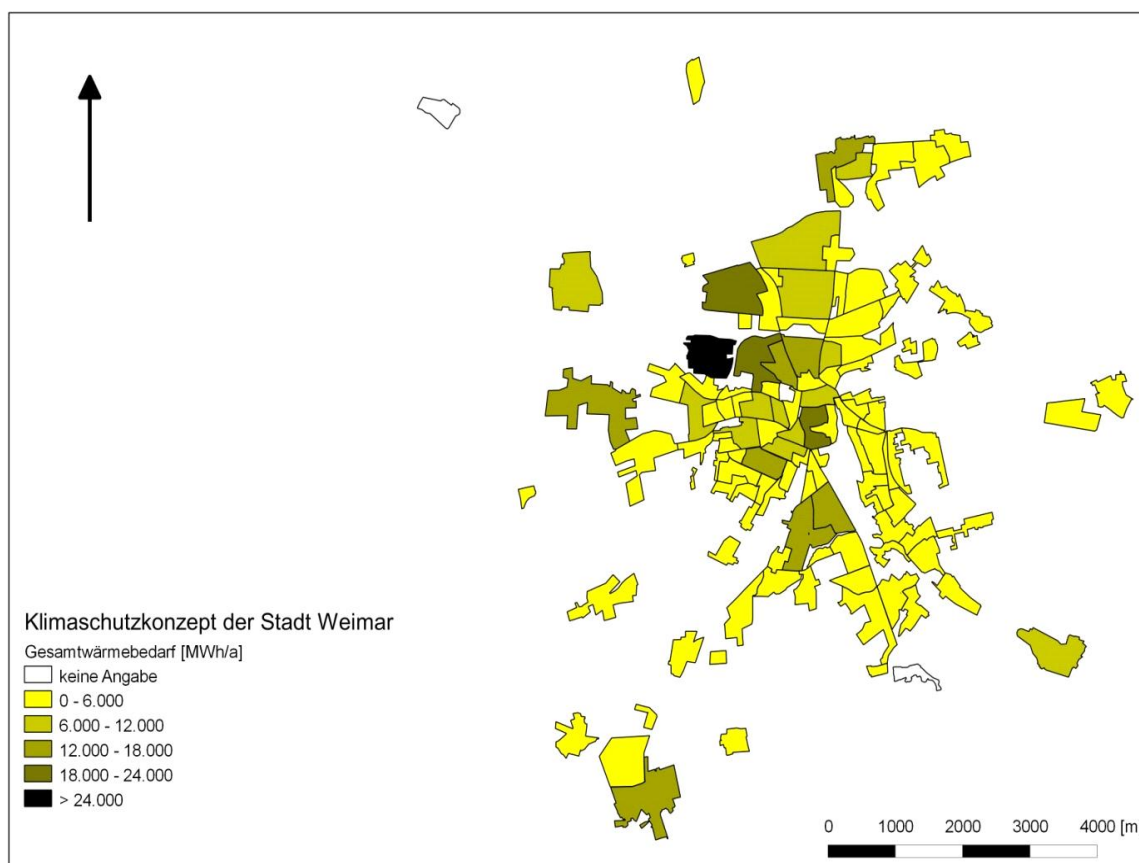 Klimaschutzkonzept der Stadt Weimar
Gesamtwärmebedarf [MWh/a]
keine Angabe
0 - 6.000
6.000 - 12.000
12.000 - 18.000
18.000 - 24.000
> 24.000
0 1000 2000 3000 4000 [m